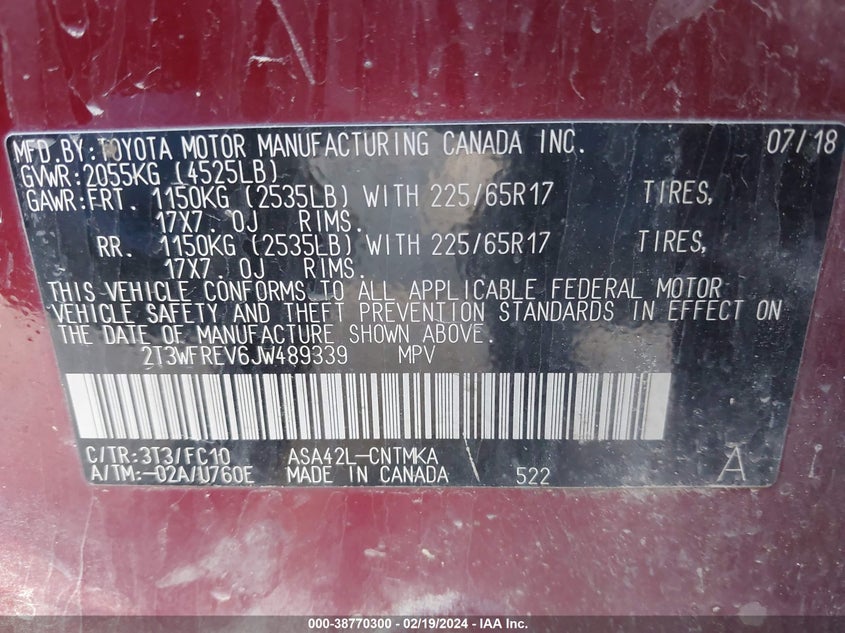 MFD.BY:TOYOTA MOTOR MANUFACTURING CANADA INC. 07/18
GVWR:2055KG (4525LB)
GAWR:FRT. 1150KG (2535LB) WITH 225/65R17 TIRES,
17X7.0J RIMS.
RR. 1150KG (2535LB) WITH 225/65R17 TIRES,
17X7.0J RIMS.
THIS VEHICLE CONFORMS TO ALL APPLICABLE FEDERAL MOTOR
VEHICLE SAFETY AND THEFT PREVENTION STANDARDS IN EFFECT ON
THE DATE OF MANUFACTURE SHOWN ABOVE.
2T3WFREV6JW489339 MPV
C/TR:3T3/FC10 ASA42L-CNTMKA
A/TM:-02A/U760E MADE IN CANADA 522 A
000-38770300 - 02/19/2024 - IAA Inc.